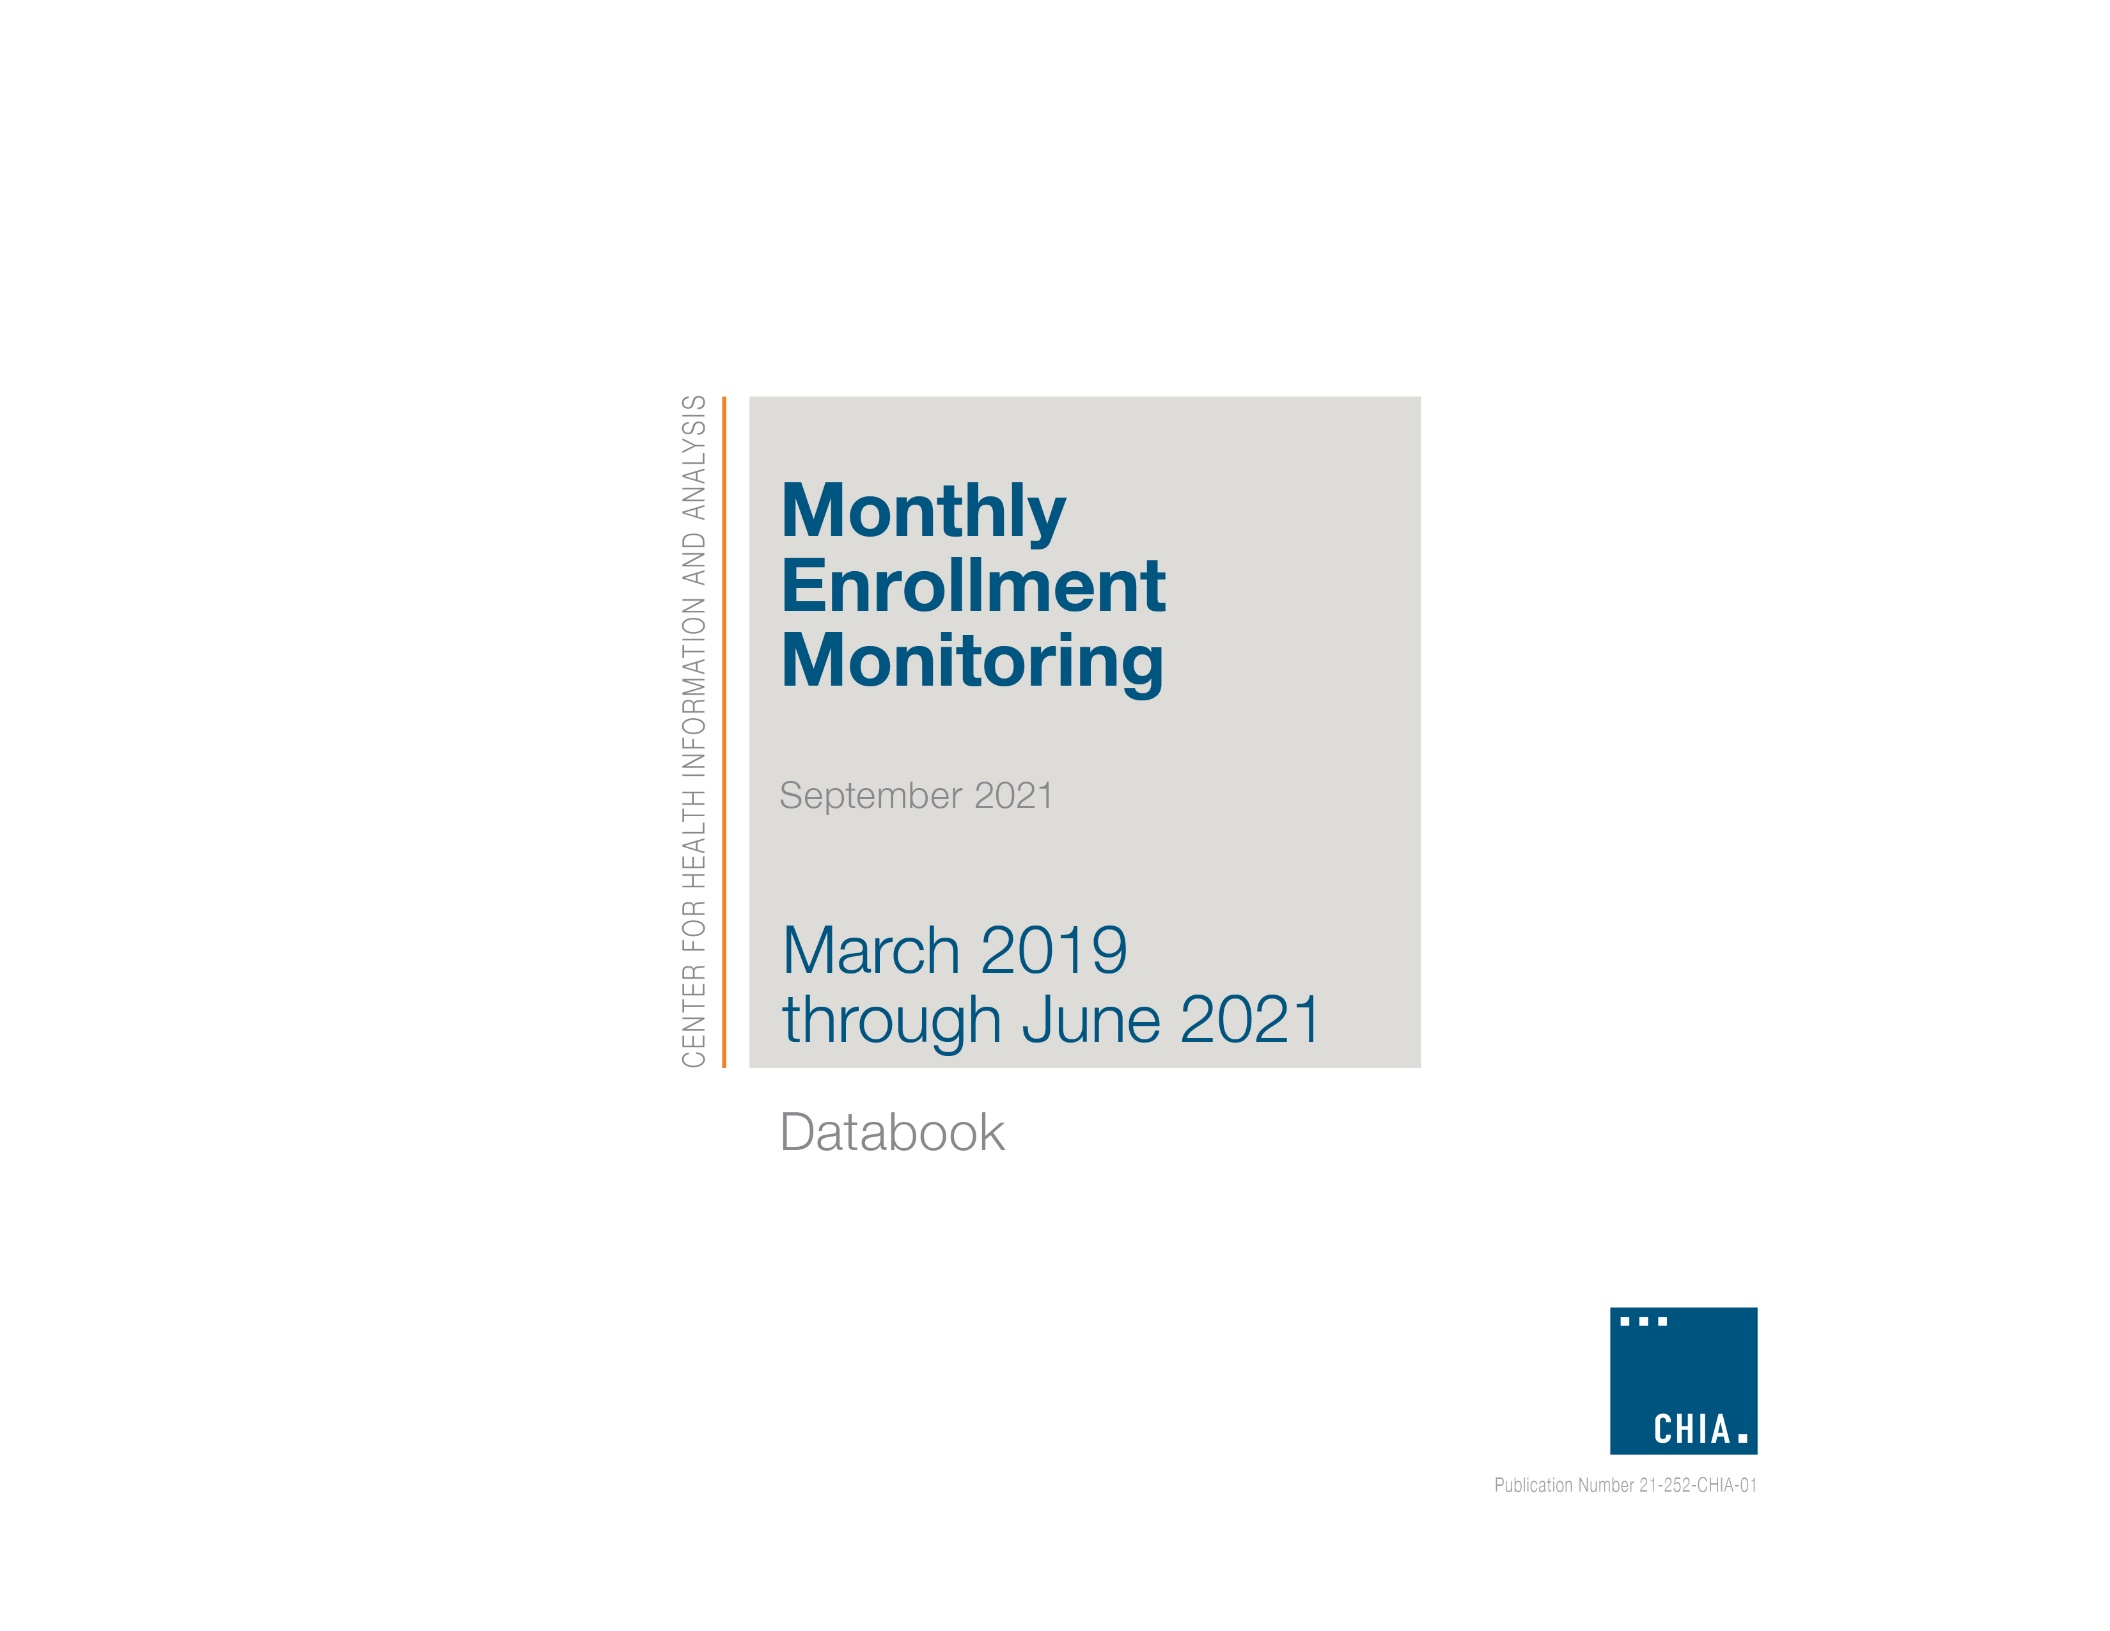 CENTER FOR HEALTH INFORMATION AND ANALYSIS
Monthly
Enrollment
Monitoring
September 2021
March 2019
through June 2021
Databook
CHIA.
Publication Number 21-252-CHIA-01